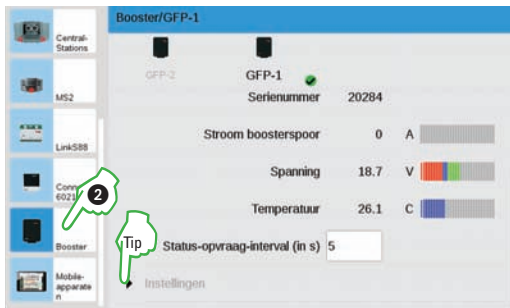 Booster/GFP-1
Central-
Stations
MS2
LinkS88
Conn
6021
Booster
Mobile-
apparate
n
GFP-2
GFP-1
Serienummer 20284
Stroom boosterspoor 0 A
Spanning 18.7 V
Temperatuur 26.1 C
Status-opvraag-interval (in s) 5
Instellingen
2
Tip